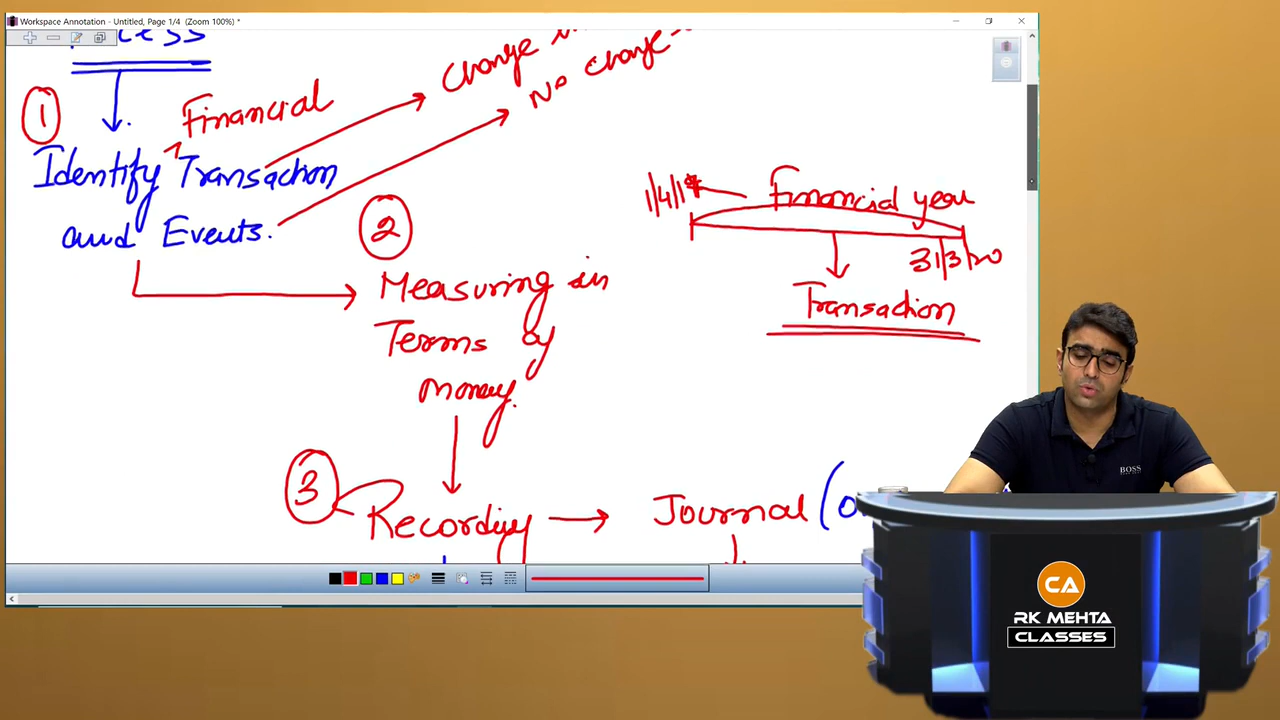 Workspace Annotation - Untitled, Page 1/4 (Zoom 100%) *
Change
No change
1
Financial
Identify Transaction
and Events.
2
Measuring in
Terms of
money.
3
Recording
Journal (
Financial year
1/4/1
31/3/20
Transaction
BOSS
CA
RK MEHTA
CLASSES